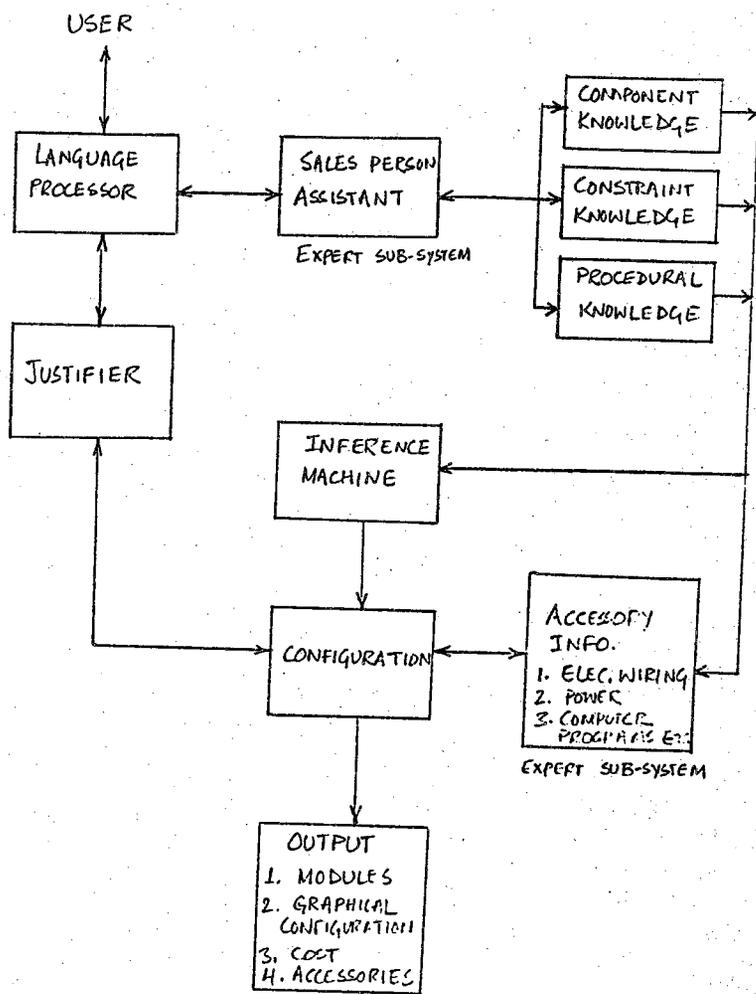 USER
LANGUAGE
PROCESSOR
SALES PERSON
ASSISTANT
EXPERT SUB-SYSTEM
COMPONENT
KNOWLEDGE
CONSTRAINT
KNOWLEDGE
PROCEDURAL
KNOWLEDGE
JUSTIFIER
INFERENCE
MACHINE
CONFIGURATION
ACCESSORY
INFO.
1. ELEC. WIRING
2. POWER
3. COMPUTER
PROGRAMS ETC
EXPERT SUB-SYSTEM
OUTPUT
1. MODULES
2. GRAPHICAL
CONFIGURATION
3. COST
4. ACCESSORIES